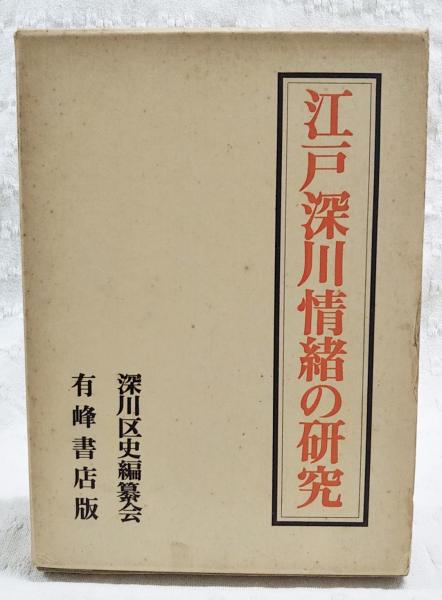 江戸深川情緒の研究
深川区史編纂会
有峰書店版